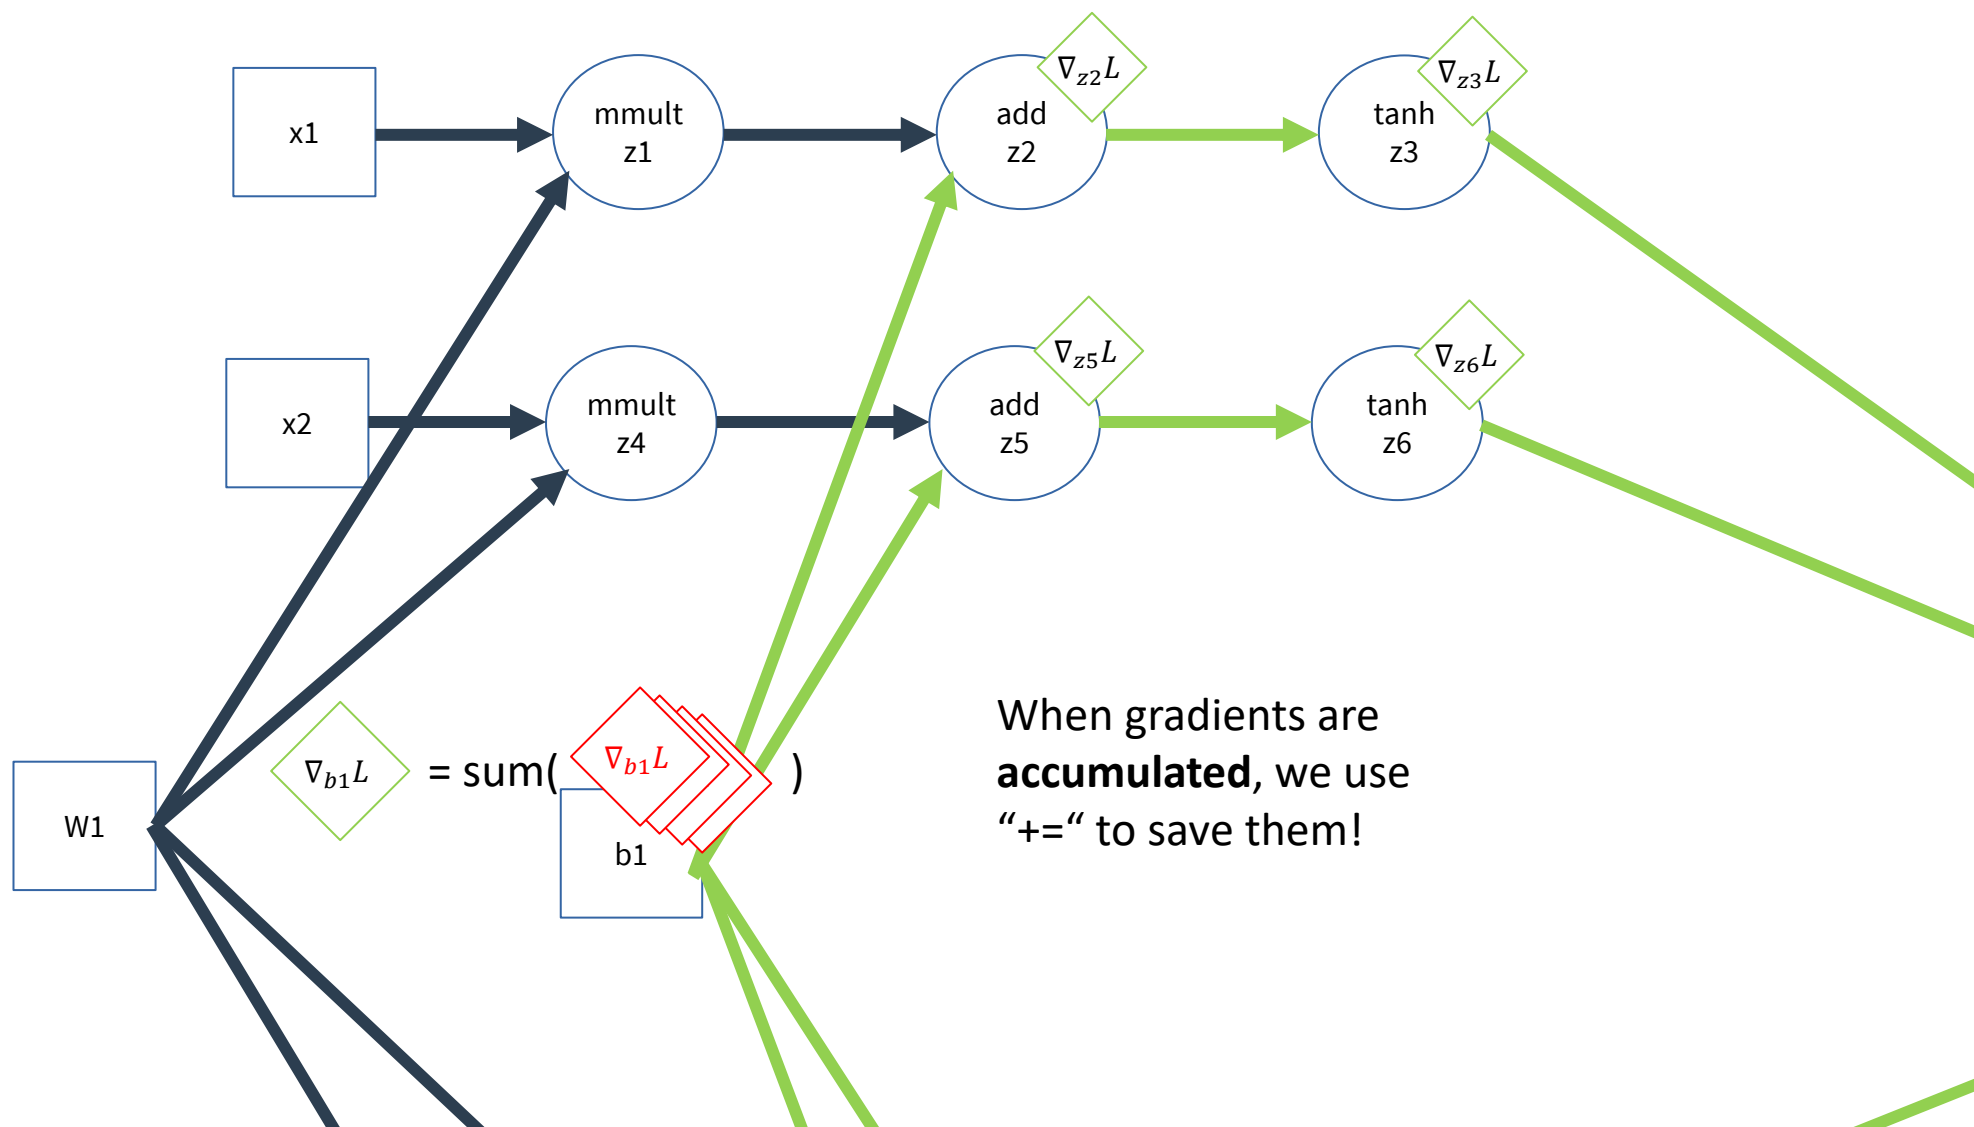 x1
mmult
z1
add
z2
∇z2L
tanh
z3
∇z3L
x2
mmult
z4
add
z5
∇z5L
tanh
z6
∇z6L
W1
∇b1L
= sum(
∇b1L
)
b1
When gradients are
accumulated, we use
“+=“ to save them!